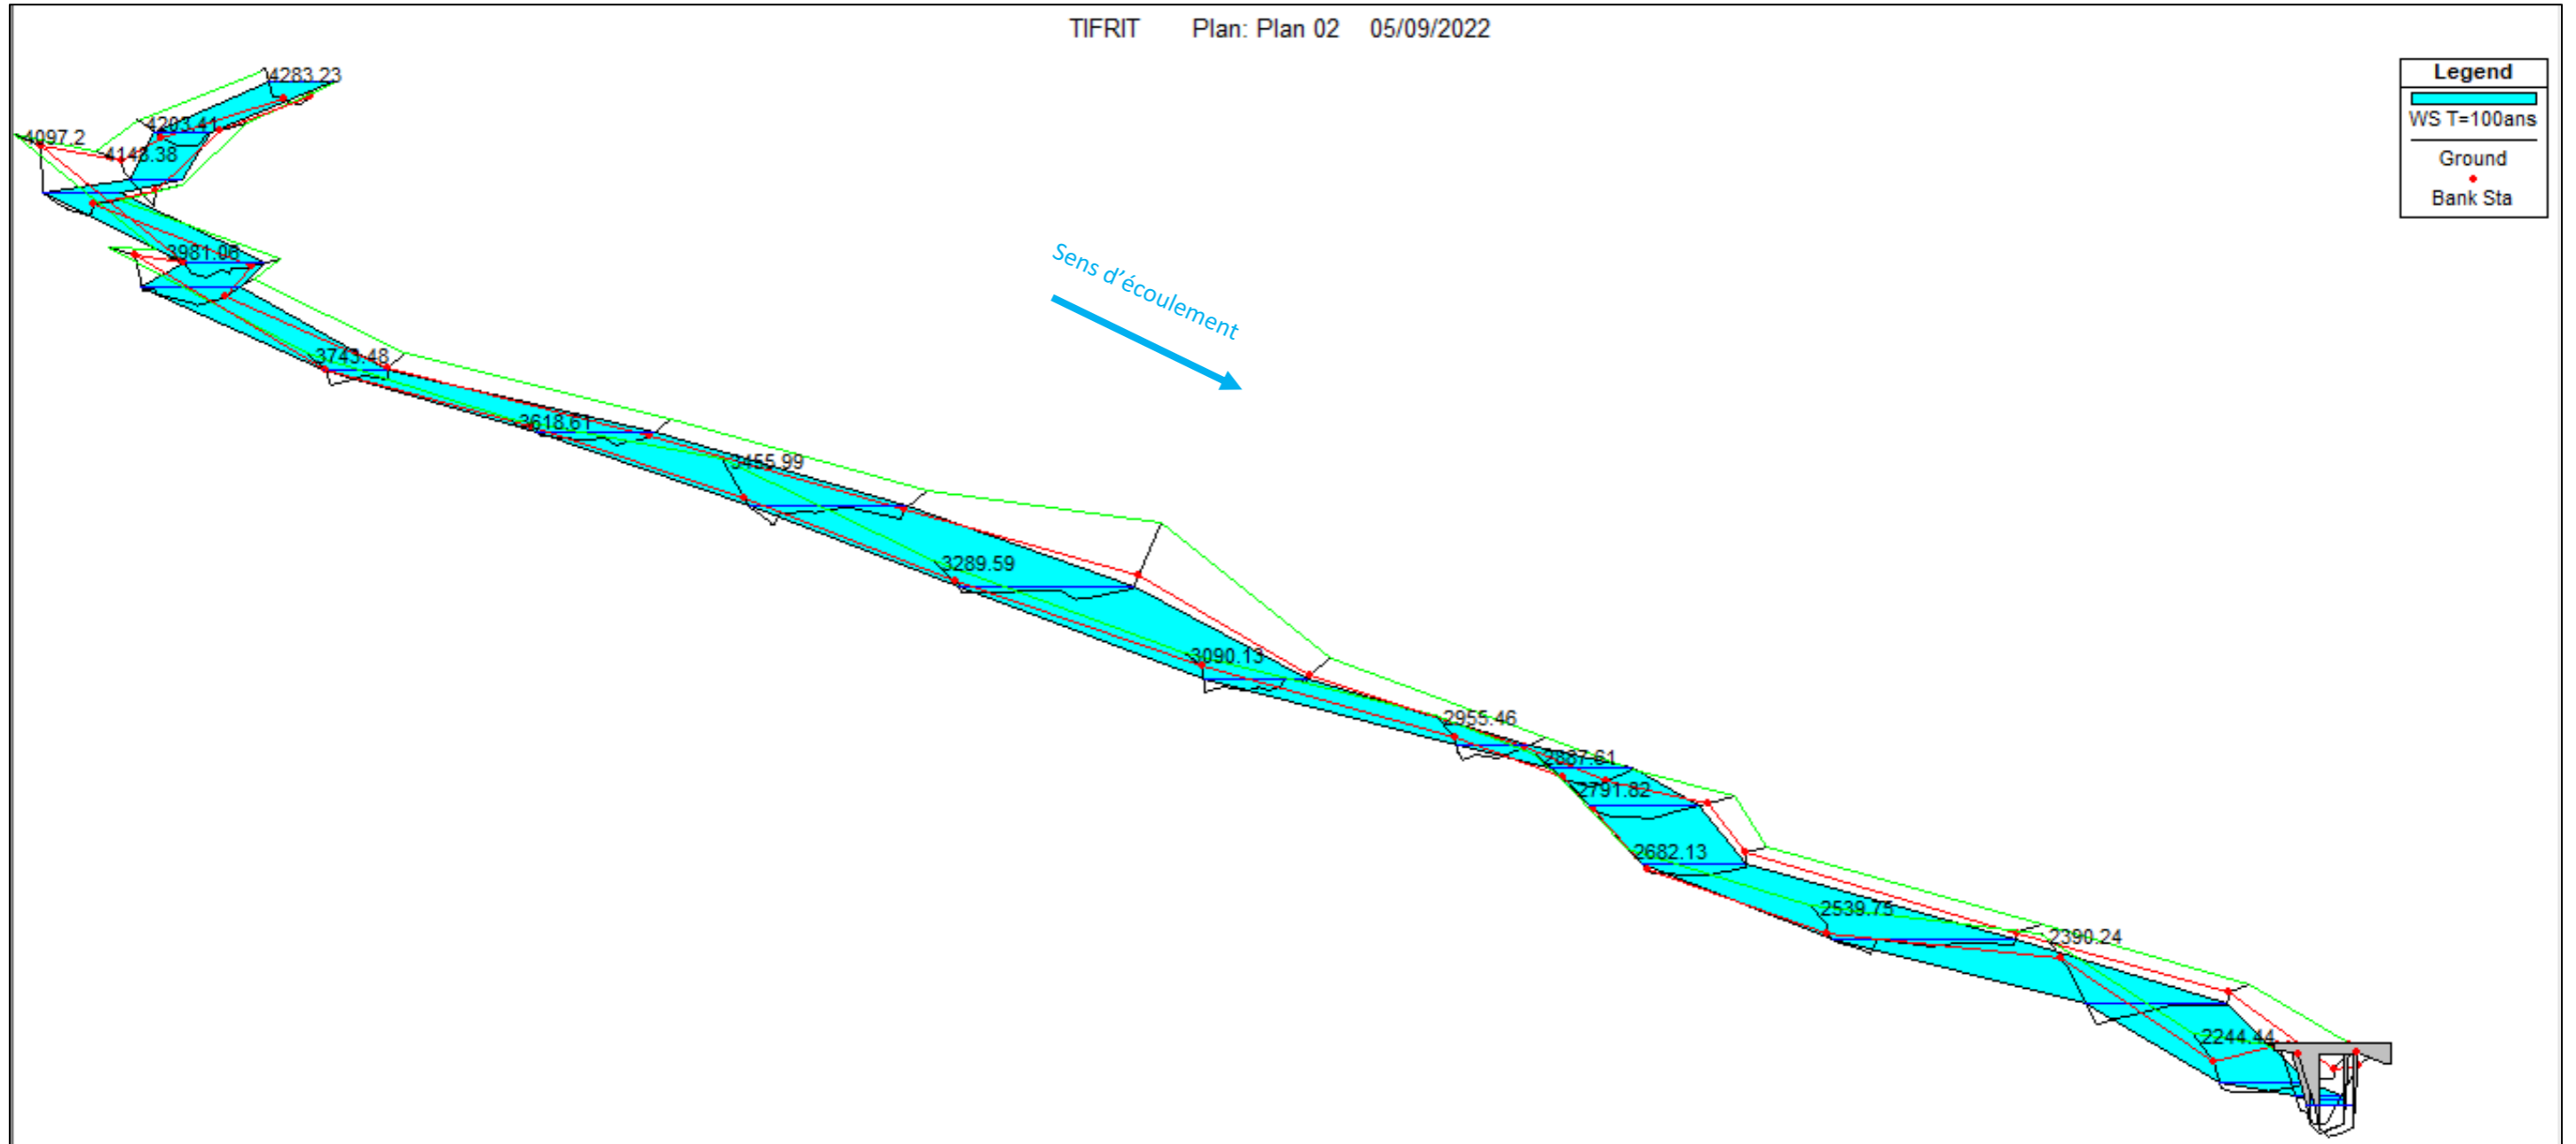 TIFRIT Plan: Plan 02 05/09/2022
Legend
WS T=100ans
Ground
Bank Sta
4283.23
4203.41
4097.2
4143.38
3981.06
Sens d'écoulement
3743.48
3618.61
3455.99
3289.59
3090.13
2955.46
2887.61
2791.82
2682.13
2539.75
2390.24
2244.44